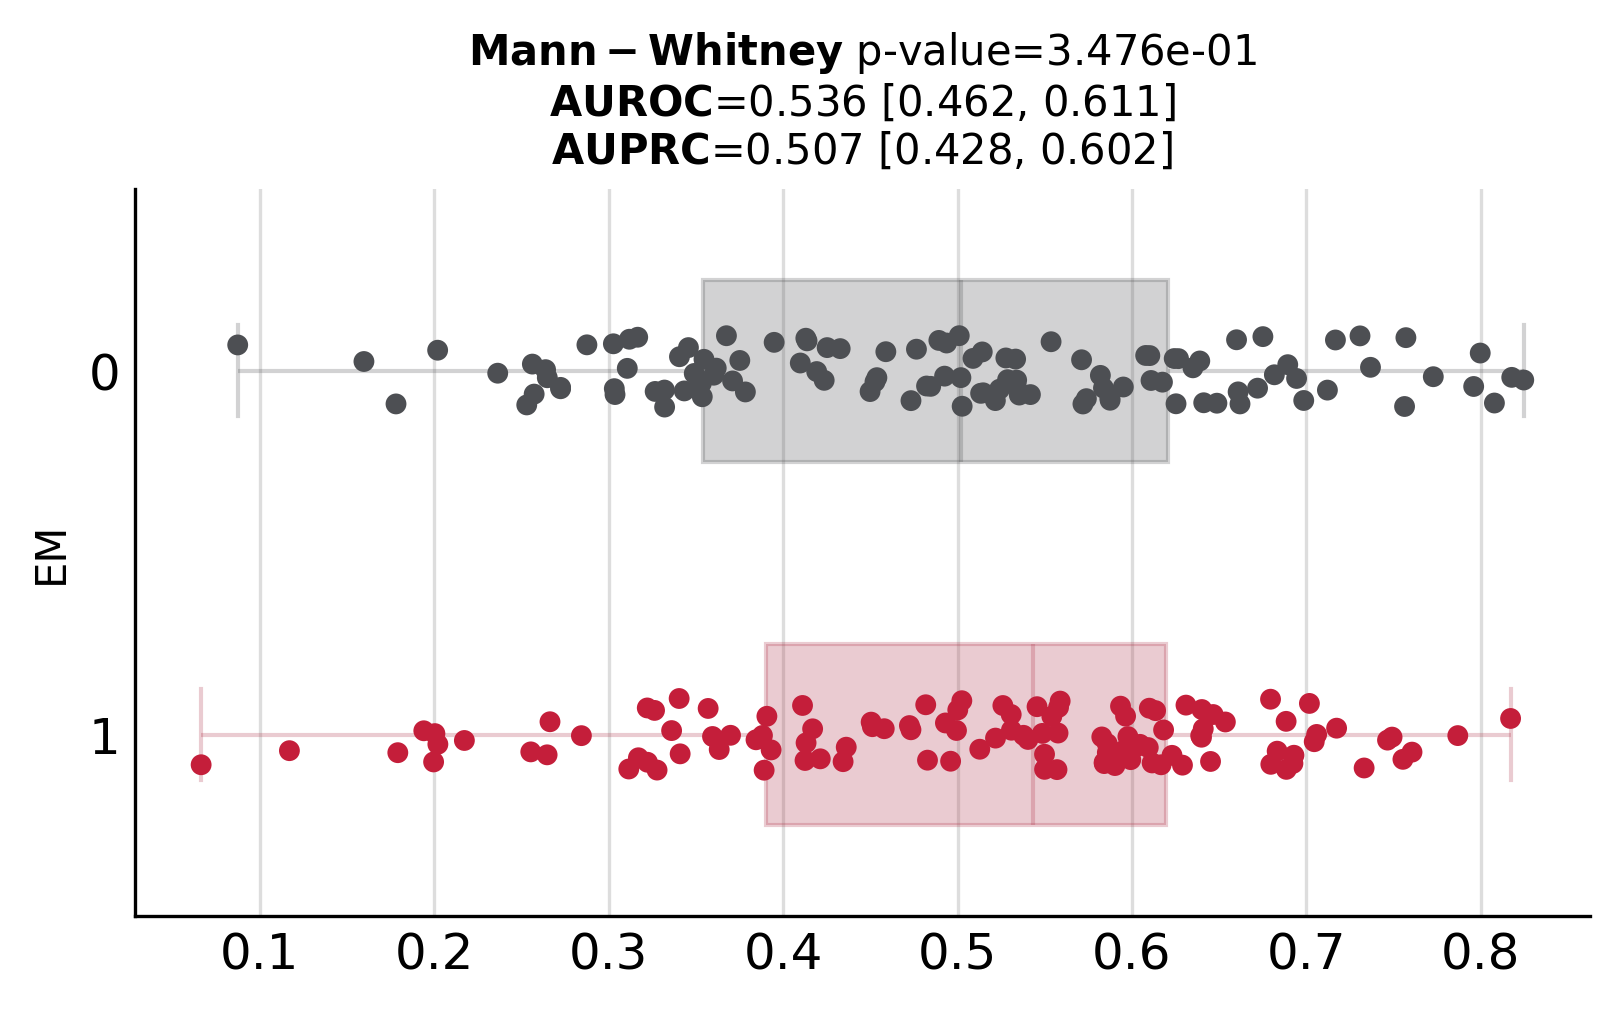 Mann – Whitney p-value=3.476e-01
AUROC=0.536 [0.462, 0.611]
AUPRC=0.507 [0.428, 0.602]
0
EM
1
0.1 0.2 0.3 0.4 0.5 0.6 0.7 0.8